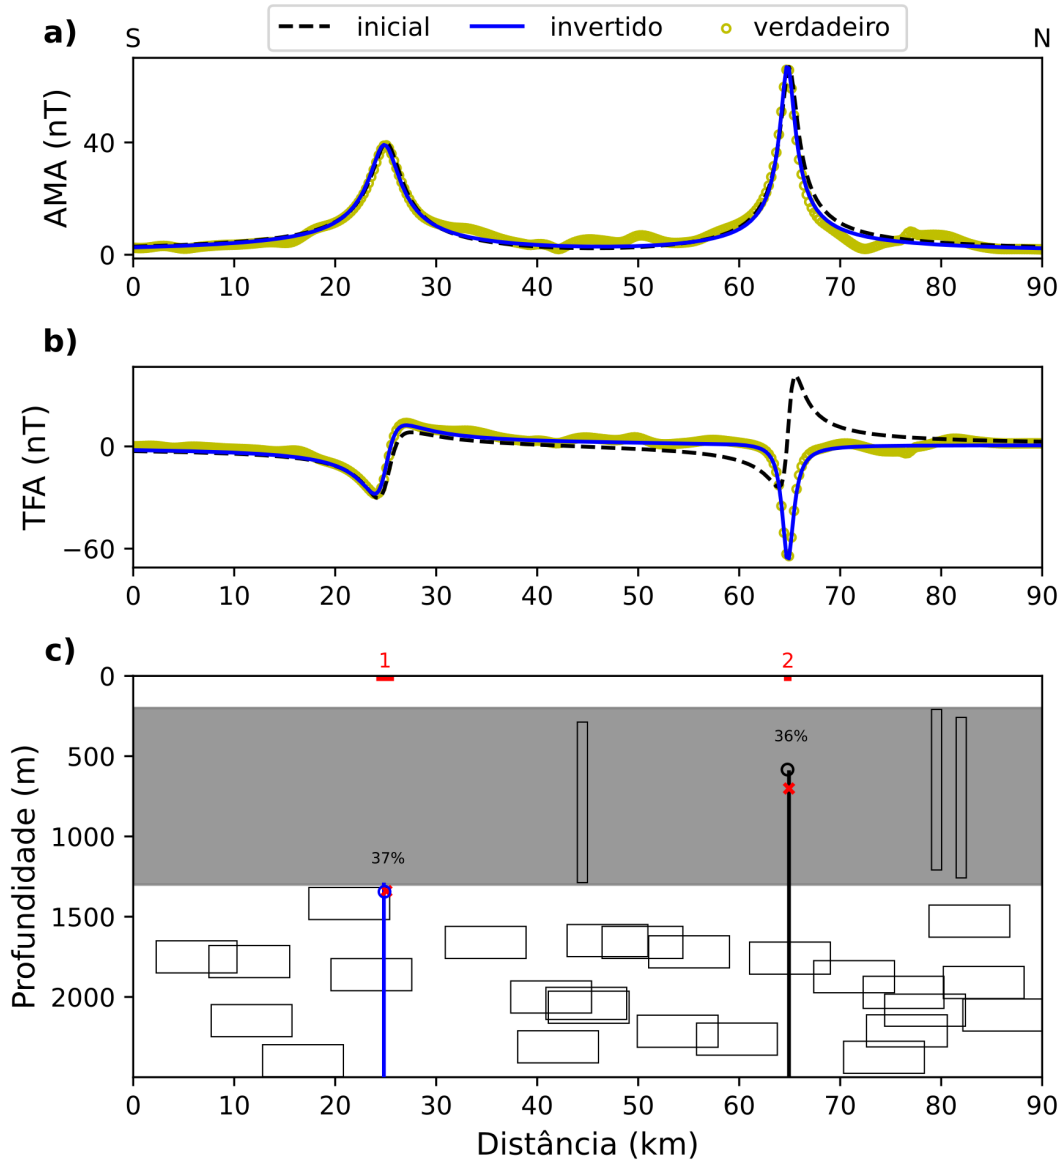 a)
S
inicial
invertido
verdadeiro
N
AMA (nT)
40
0
0 10 20 30 40 50 60 70 80 90
b)
TFA (nT)
0
−60
0 10 20 30 40 50 60 70 80 90
c)
1 2
Profundidade (m)
0
500
1000
1500
2000
36%
37%
0 10 20 30 40 50 60 70 80 90
Distância (km)